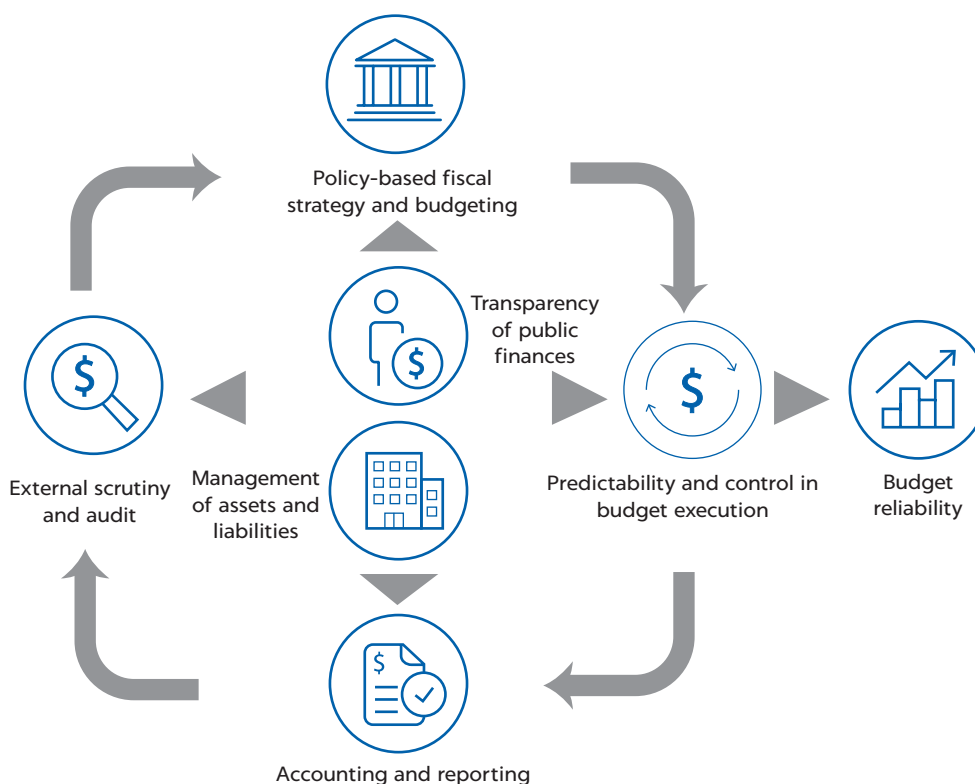 Policy-based fiscal
strategy and budgeting
Transparency
of public
finances
$
$
$
External scrutiny
and audit
Management
of assets and
liabilities
Predictability and control in
budget execution
Budget
reliability
$
Accounting and reporting